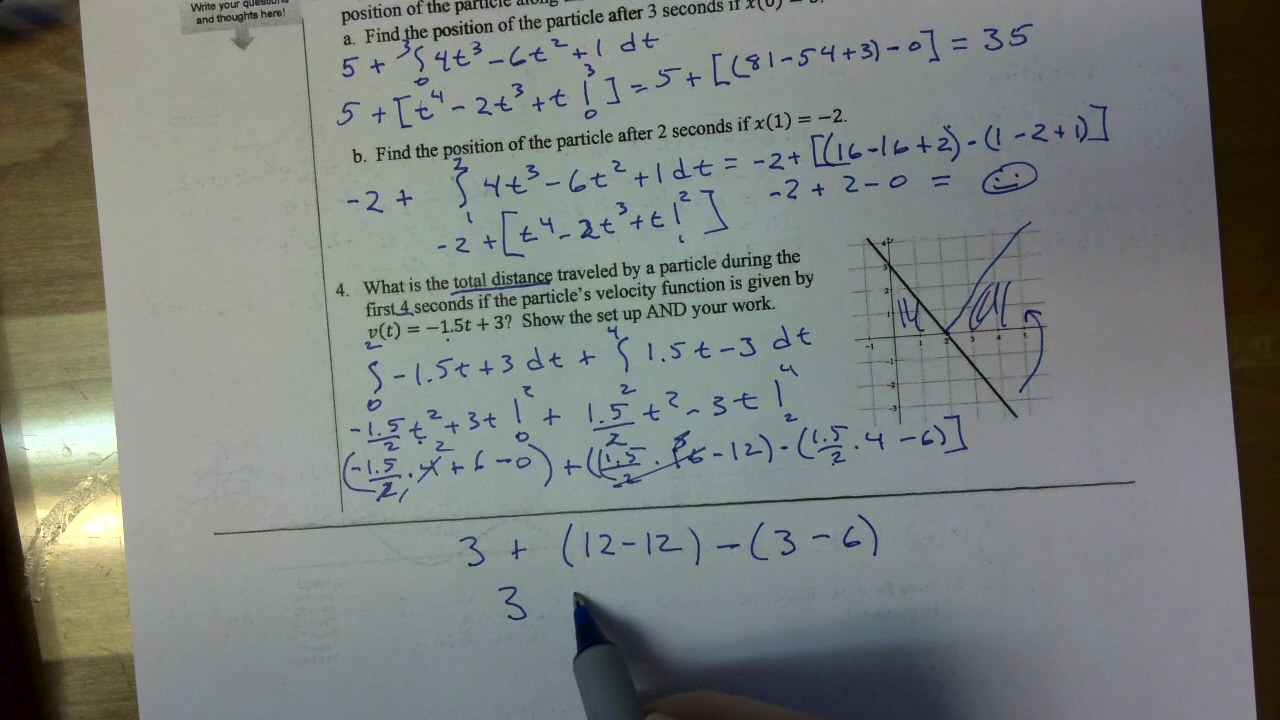 Write your questions
and thoughts here!
position of the particle along
a. Find the position of the particle after 3 seconds if x(0) = 5.
5 + ∫₀³ 4t³ - 6t² + 1 dt
5 + [t⁴ - 2t³ + t |₀³ ] = 5 + [(81 - 54 + 3) - 0] = 35
b. Find the position of the particle after 2 seconds if x(1) = −2.
-2 + ∫₁² 4t³ - 6t² + 1 dt = -2 + [(16 - 16 + 2) - (1 - 2 + 1)]
-2 + [t⁴ - 2t³ + t |₁² ]
-2 + 2 - 0 = ☺
4. What is the total distance traveled by a particle during the
first 4 seconds if the particle's velocity function is given by
v(t) = −1.5t + 3? Show the set up AND your work.
∫₀² -1.5t + 3 dt + ∫⁴ 1.5t - 3 dt
-1.5/2 t² + 3t |₀² + 1.5/2 t² - 3t |₂⁴
(-1.5/2 · 4 + 6 - 0) + ((1.5/2 · 16 - 12) - (1.5/2 · 4 - 6)]
3 + (12 - 12) - (3 - 6)
3